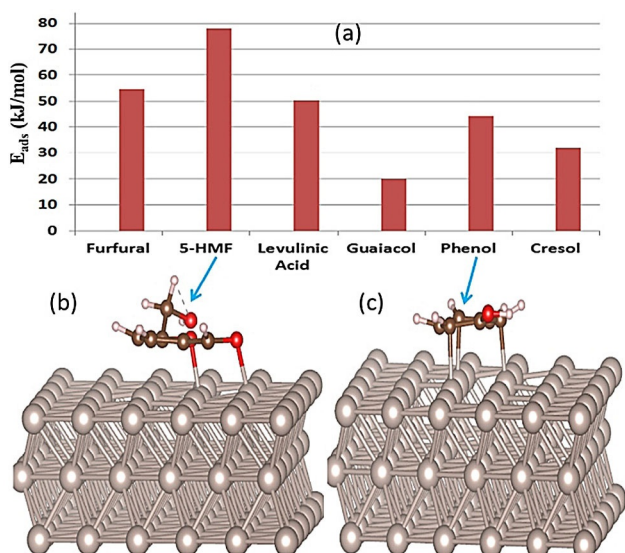 (a)
E_ads (kJ/mol)
80
70
60
50
40
30
20
10
0
Furfural
5-HMF
Levulinic
Acid
Guaiacol
Phenol
Cresol
(b)
(c)